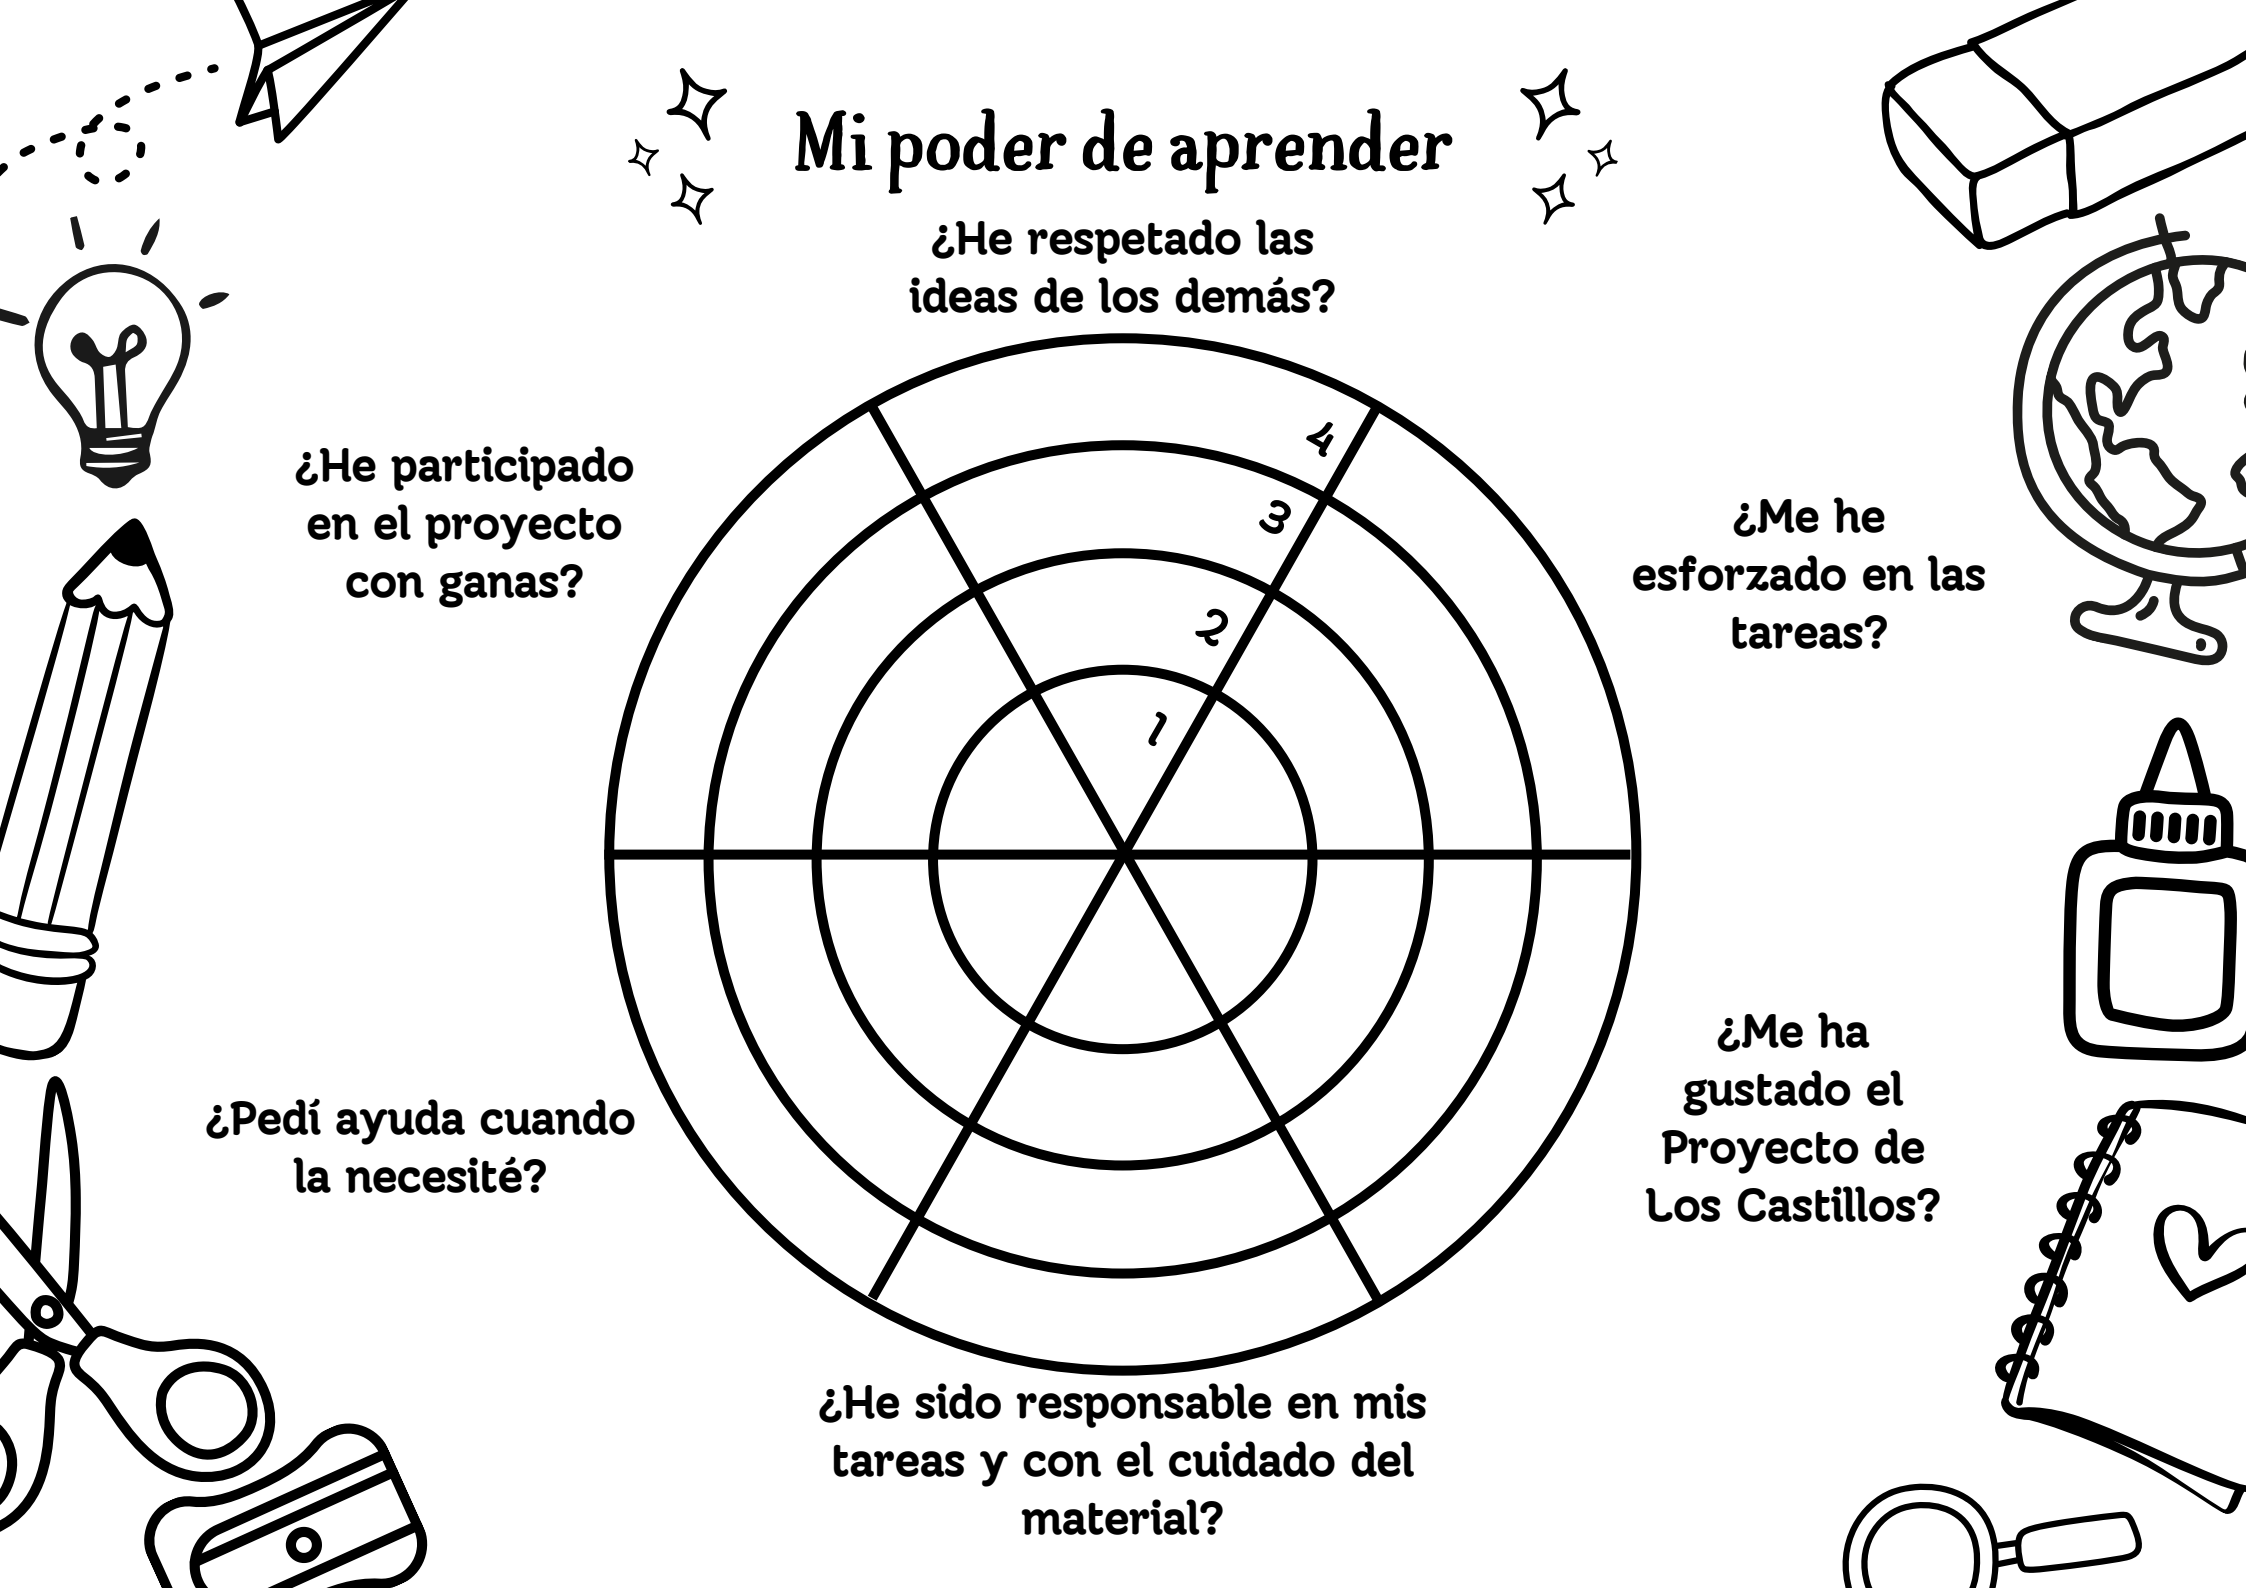 Mi poder de aprender
¿He respetado las
ideas de los demás?
¿He participado
en el proyecto
con ganas?
4
3
2
1
¿Me he
esforzado en las
tareas?
¿Pedí ayuda cuando
la necesité?
¿Me ha
gustado el
Proyecto de
Los Castillos?
¿He sido responsable en mis
tareas y con el cuidado del
material?